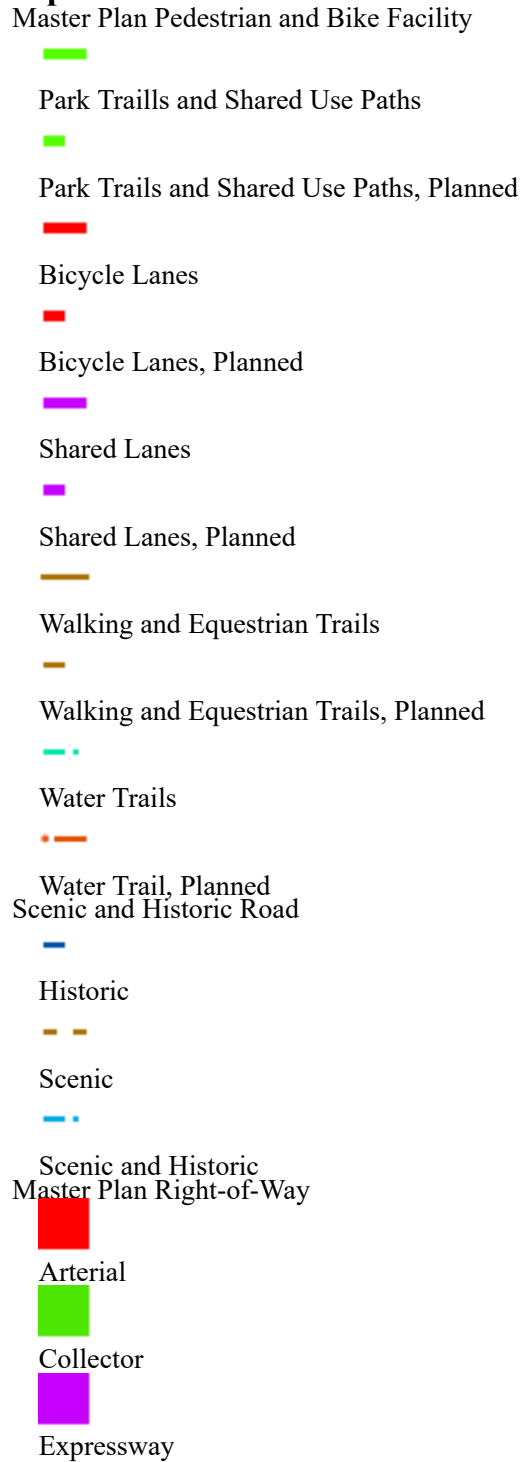 Master Plan Pedestrian and Bike Facility
Park Traills and Shared Use Paths
Park Trails and Shared Use Paths, Planned
Bicycle Lanes
Bicycle Lanes, Planned
Shared Lanes
Shared Lanes, Planned
Walking and Equestrian Trails
Walking and Equestrian Trails, Planned
Water Trails
Water Trail, Planned
Scenic and Historic Road
Historic
Scenic
Scenic and Historic
Master Plan Right-of-Way
Arterial
Collector
Expressway